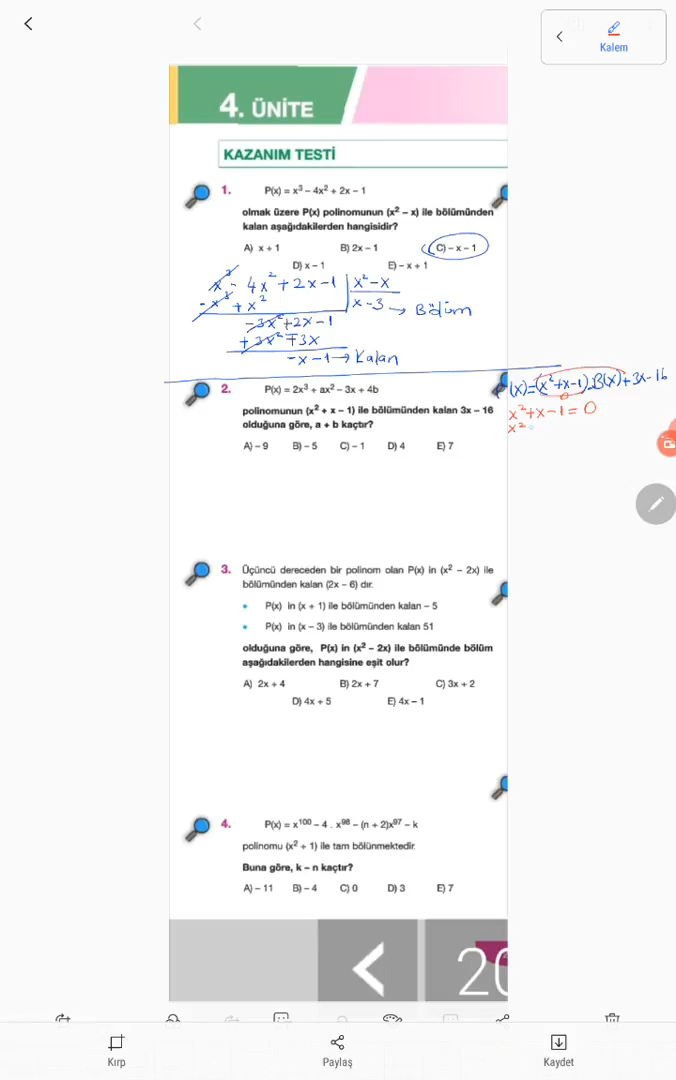 Kalem
4. ÜNİTE
KAZANIM TESTİ
1. P(x) = x³ – 4x² + 2x – 1
olmak üzere P(x) polinomunun (x² – x) ile bölümünden
kalan aşağıdakilerden hangisidir?
A) x + 1 B) 2x – 1 C) – x – 1
D) x – 1 E) – x + 1
x³ - 4x² + 2x - 1 | x² - x
- x³ + x² x - 3 → Bölüm
- 3x² + 2x - 1
+ 3x² ∓ 3x
- x - 1 → Kalan
2. P(x) = 2x³ + ax² – 3x + 4b
polinomunun (x² + x – 1) ile bölümünden kalan 3x – 16
olduğuna göre, a + b kaçtır?
A) – 9 B) – 5 C) – 1 D) 4 E) 7
P(x) = (x² + x - 1) . B(x) + 3x - 16
0
x² + x - 1 = 0
x²
3. Üçüncü dereceden bir polinom olan P(x) in (x² – 2x) ile
bölümünden kalan (2x – 6) dır.
• P(x) in (x + 1) ile bölümünden kalan – 5
• P(x) in (x – 3) ile bölümünden kalan 51
olduğuna göre, P(x) in (x² – 2x) ile bölümünde bölüm
aşağıdakilerden hangisine eşit olur?
A) 2x + 4 B) 2x + 7 C) 3x + 2
D) 4x + 5 E) 4x – 1
4. P(x) = x¹⁰⁰ – 4 . x⁹⁸ – (n + 2)x⁹⁷ – k
polinomu (x² + 1) ile tam bölünmektedir.
Buna göre, k – n kaçtır?
A) – 11 B) – 4 C) 0 D) 3 E) 7
20
Kırp Paylaş Kaydet